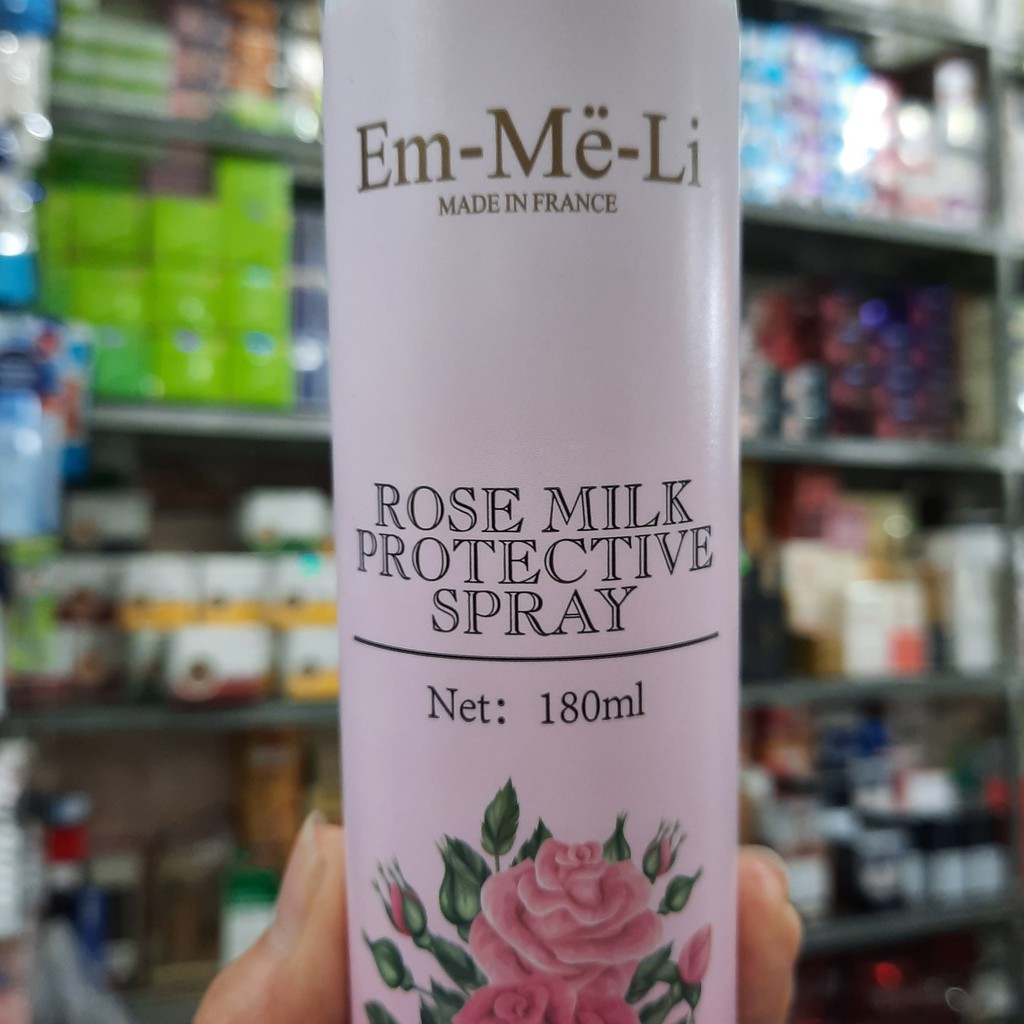 Em-Më-Li
MADE IN FRANCE
ROSE MILK
PROTECTIVE
SPRAY
Net: 180ml